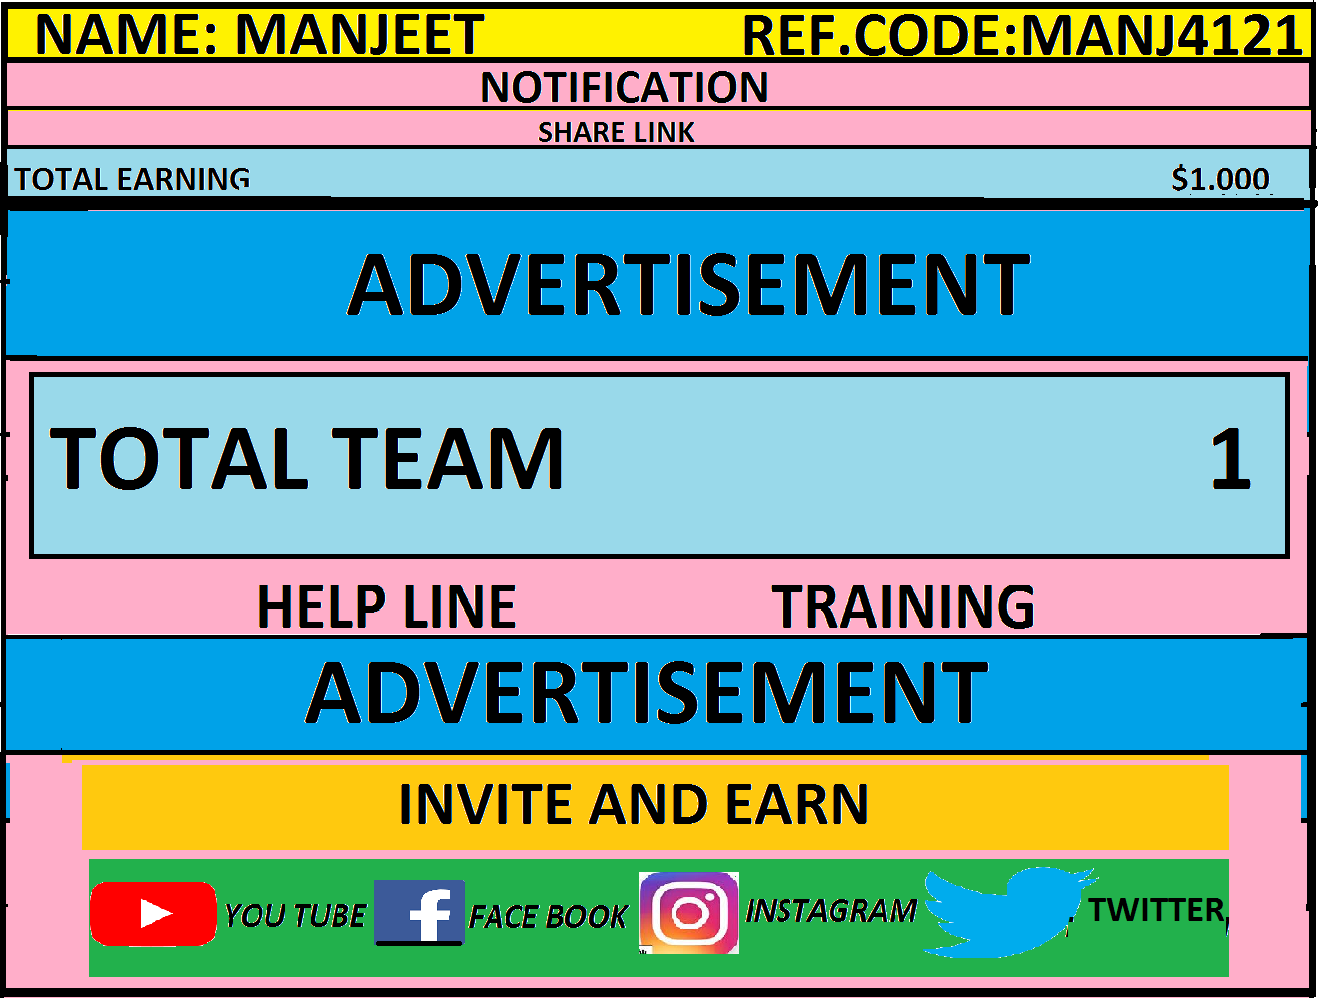 NAME: MANJEET REF.CODE:MANJ4121
NOTIFICATION
SHARE LINK
TOTAL EARNING $1.000
ADVERTISEMENT
TOTAL TEAM 1
HELP LINE TRAINING
ADVERTISEMENT
INVITE AND EARN
YOU TUBE FACE BOOK INSTAGRAM TWITTER